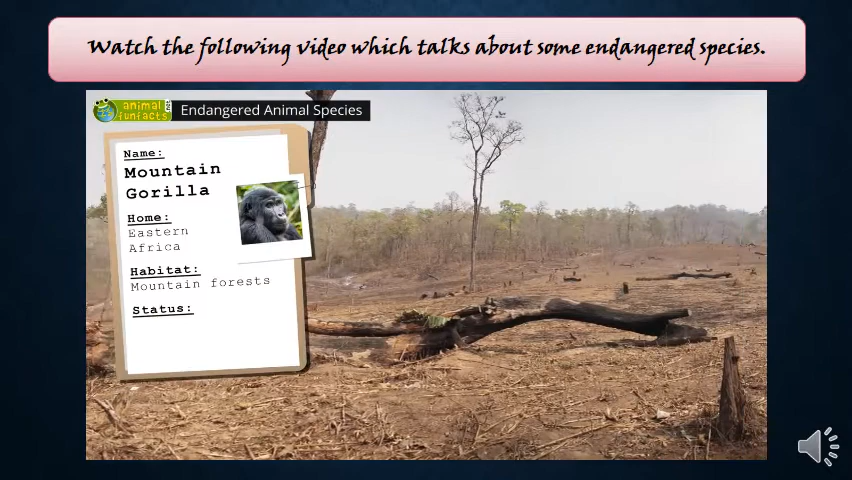 Watch the following video which talks about some endangered species.
animal
funfacts
Endangered Animal Species
Name:
Mountain
Gorilla
Home:
Eastern
Africa
Habitat:
Mountain forests
Status: